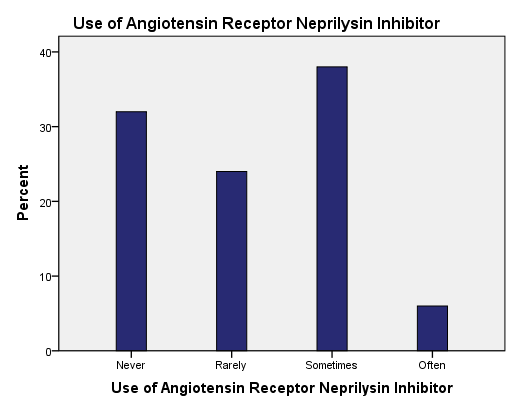 Use of Angiotensin Receptor Neprilysin Inhibitor
40
30
20
10
0
Percent
Never Rarely Sometimes Often
Use of Angiotensin Receptor Neprilysin Inhibitor